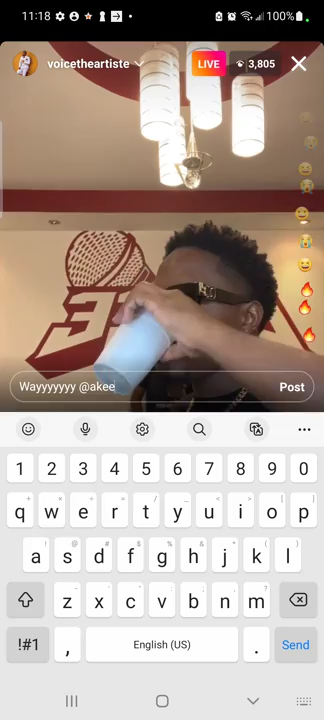 11:18
100%
voicetheartiste
LIVE
3,805
Wayyyyyyy @akee
Post
1 2 3 4 5 6 7 8 9 0
q w e r t y u i o p
a s d f g h j k l
z x c v b n m
!#1 , English (US) . Send